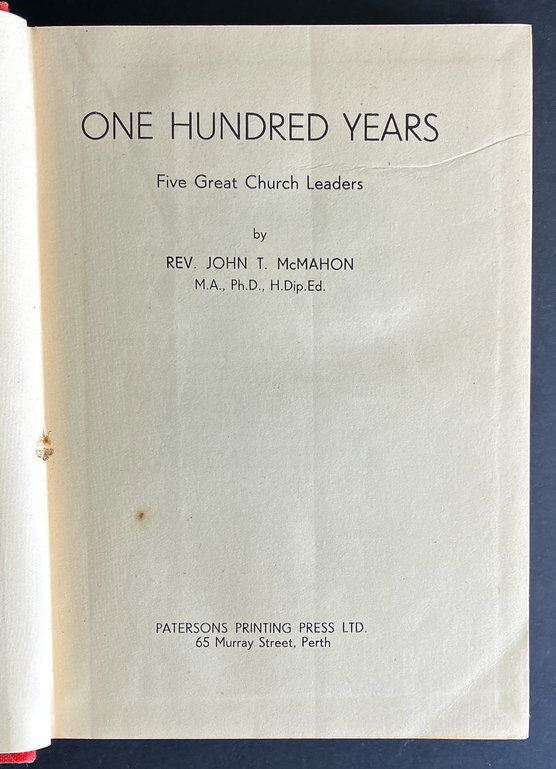 ONE HUNDRED YEARS
Five Great Church Leaders
by
REV. JOHN T. McMAHON
M.A., Ph.D., H.Dip.Ed.
PATERSONS PRINTING PRESS LTD.
65 Murray Street, Perth